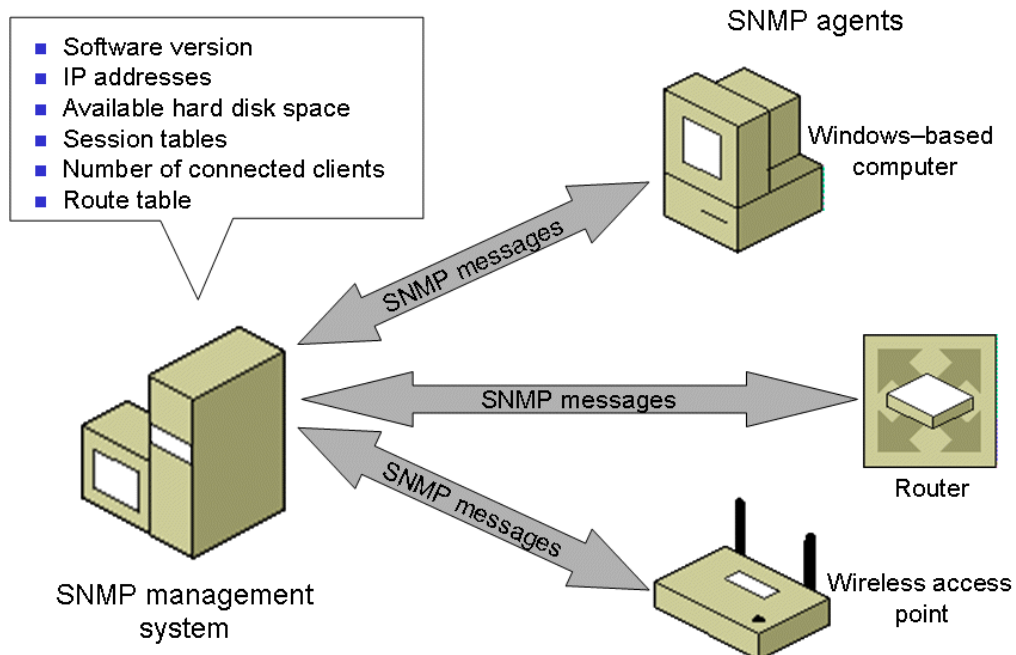 SNMP agents
Software version
IP addresses
Available hard disk space
Session tables
Number of connected clients
Route table
Windows–based
computer
SNMP messages
SNMP messages
Router
SNMP messages
Wireless access
point
SNMP management
system